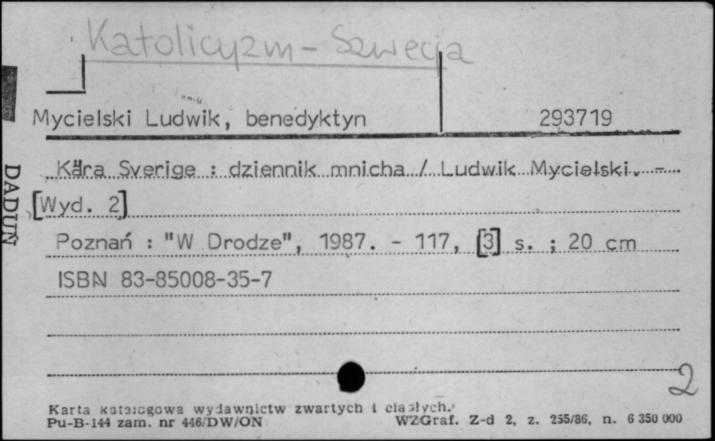 Katolicyzm - Szwecja
Mycielski Ludwik, benedyktyn 293719
Kära Sverige : dziennik mnicha / Ludwik Mycielski. -
[Wyd. 2]
Poznań : "W Drodze", 1987. - 117, [3] s. ; 20 cm
ISBN 83-85008-35-7
2
DADUŃ
Karta katalogowa wydawnictw zwartych i ciągłych.
Pu-B-144 zam. nr 446/DW/ON WZGraf. Z-d 2, z. 255/86, n. 6 350 000